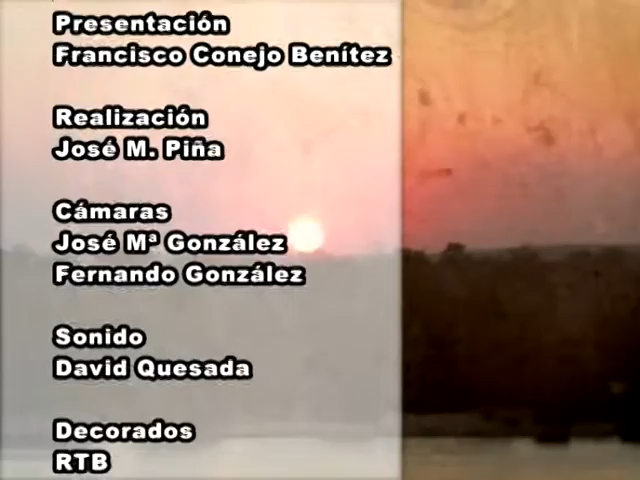 Presentación
Francisco Conejo Benítez
Realización
José M. Piña
Cámaras
José Mª González
Fernando González
Sonido
David Quesada
Decorados
RTB